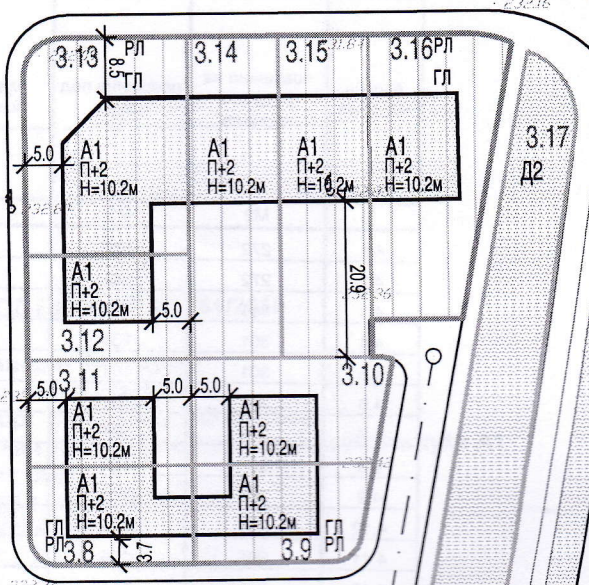 232.16
3.13 РЛ 3.14 3.15 3.16 РЛ
8.5
ГЛ ГЛ
3.17
Д2
5.0
А1 А1 А1 А1
П+2 П+2 П+2 П+2
Н=10.2м Н=10.2м Н=10.2м Н=10.2м
А1
П+2
Н=10.2м
20.9
5.0
3.12
3.11
3.10
5.0 5.0 5.0
А1 А1
П+2 П+2
Н=10.2м Н=10.2м
А1 А1
П+2 П+2
Н=10.2м Н=10.2м
ГЛ ГЛ
РЛ РЛ
3.8 3.7 3.9